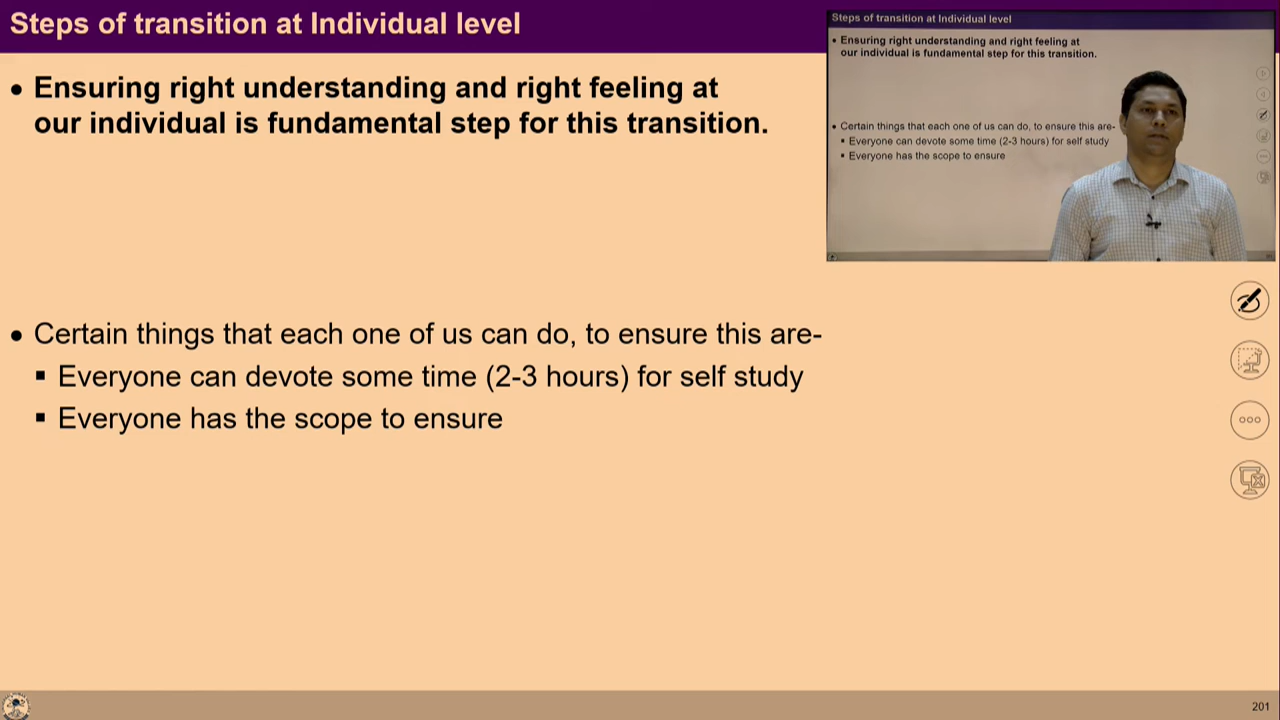 Steps of transition at Individual level
• Ensuring right understanding and right feeling at
our individual is fundamental step for this transition.
• Certain things that each one of us can do, to ensure this are-
▪ Everyone can devote some time (2-3 hours) for self study
▪ Everyone has the scope to ensure
Steps of transition at Individual level
• Ensuring right understanding and right feeling at
our individual is fundamental step for this transition.
• Certain things that each one of us can do, to ensure this are-
▪ Everyone can devote some time (2-3 hours) for self study
▪ Everyone has the scope to ensure
201